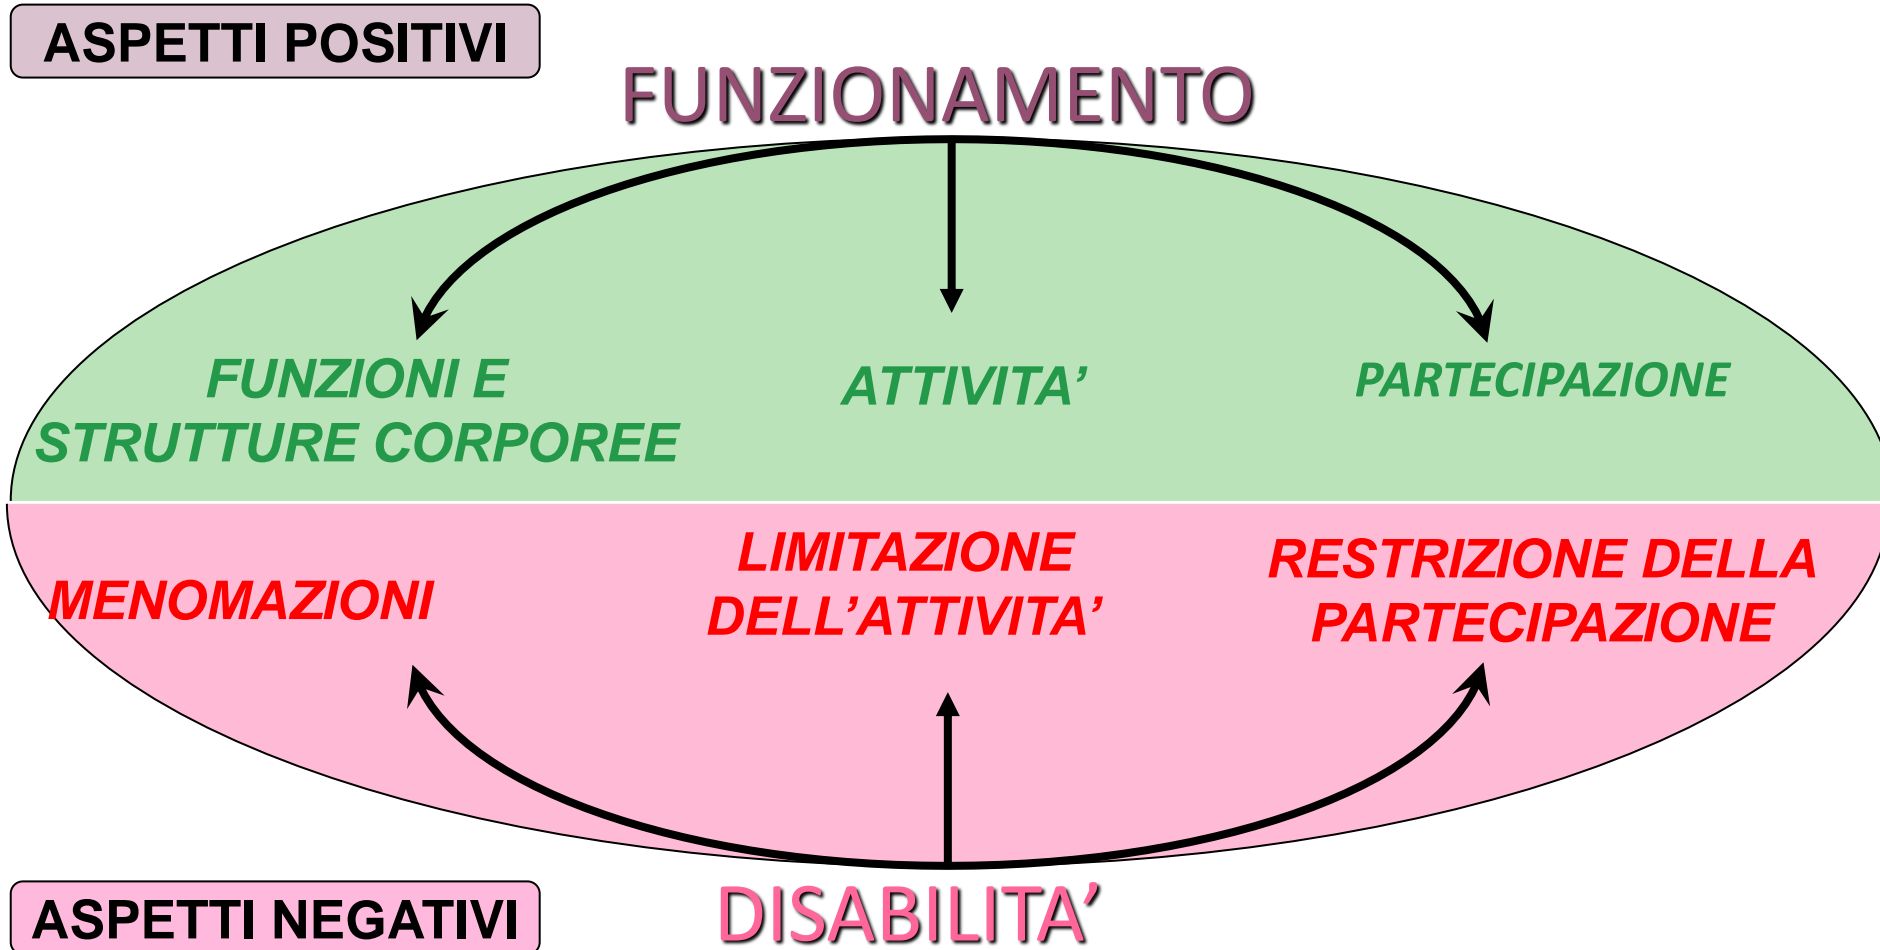 ASPETTI POSITIVI
FUNZIONAMENTO
FUNZIONI E
STRUTTURE CORPOREE
ATTIVITA’
PARTECIPAZIONE
MENOMAZIONI
LIMITAZIONE
DELL’ATTIVITA’
RESTRIZIONE DELLA
PARTECIPAZIONE
ASPETTI NEGATIVI
DISABILITA’